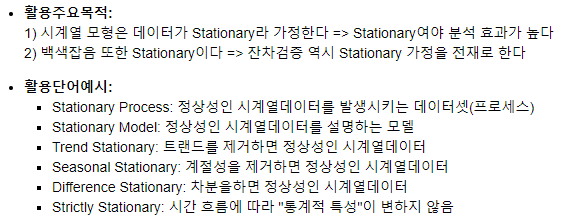 • 활용주요목적:
1) 시계열 모형은 데이터가 Stationary라 가정한다 => Stationary여야 분석 효과가 높다
2) 백색잡음 또한 Stationary이다 => 잔차검증 역시 Stationary 가정을 전재로 한다
• 활용단어예시:
▪ Stationary Process: 정상성인 시계열데이터를 발생시키는 데이터셋(프로세스)
▪ Stationary Model: 정상성인 시계열데이터를 설명하는 모델
▪ Trend Stationary: 트랜드를 제거하면 정상성인 시계열데이터
▪ Seasonal Stationary: 계절성을 제거하면 정상성인 시계열데이터
▪ Difference Stationary: 차분을하면 정상성인 시계열데이터
▪ Strictly Stationary: 시간 흐름에 따라 "통계적 특성"이 변하지 않음